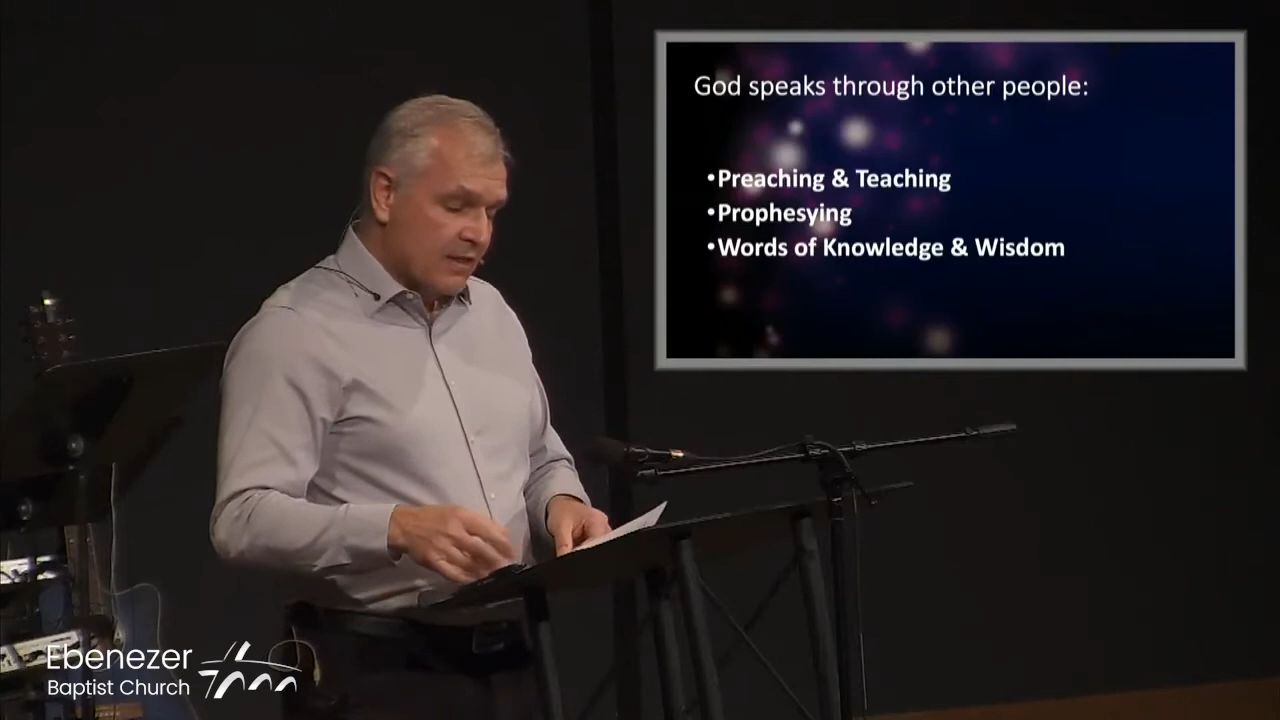 God speaks through other people:
•Preaching & Teaching
•Prophesying
•Words of Knowledge & Wisdom
Ebenezer
Baptist Church